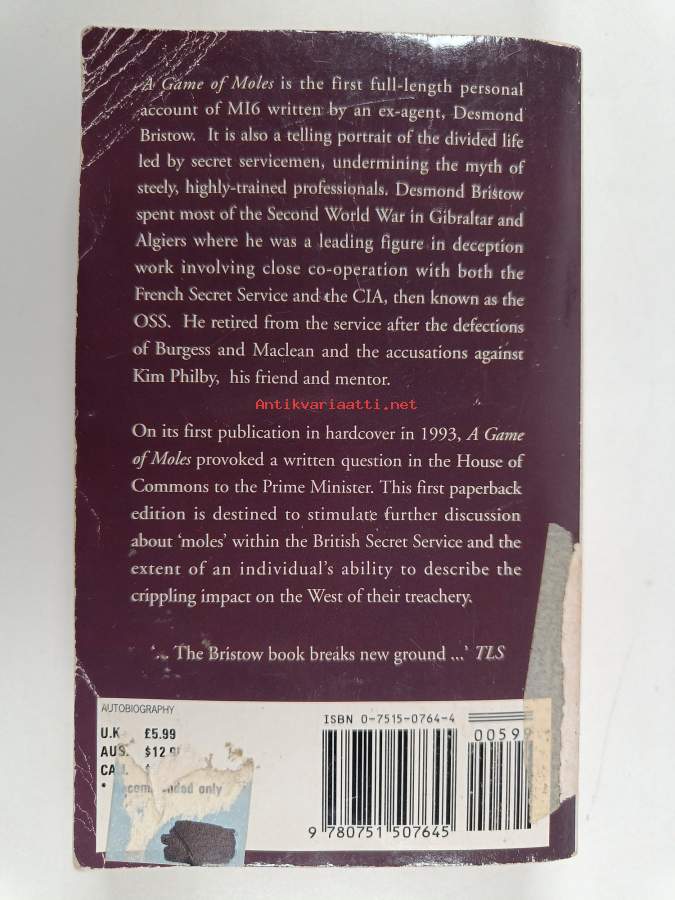 A Game of Moles is the first full-length personal
account of MI6 written by an ex-agent, Desmond
Bristow. It is also a telling portrait of the divided life
led by secret servicemen, undermining the myth of
steely, highly-trained professionals. Desmond Bristow
spent most of the Second World War in Gibraltar and
Algiers where he was a leading figure in deception
work involving close co-operation with both the
French Secret Service and the CIA, then known as the
OSS. He retired from the service after the defections
of Burgess and Maclean and the accusations against
Kim Philby, his friend and mentor.
Antikvariaatti.net
On its first publication in hardcover in 1993, A Game
of Moles provoked a written question in the House of
Commons to the Prime Minister. This first paperback
edition is destined to stimulate further discussion
about ‘moles’ within the British Secret Service and the
extent of an individual’s ability to describe the
crippling impact on the West of their treachery.
‘... The Bristow book breaks new ground ...’ TLS
AUTOBIOGRAPHY
U.K £5.99
AUS. $12.9
*
only
ISBN 0-7515-0764-4
0059
9 780751 507645